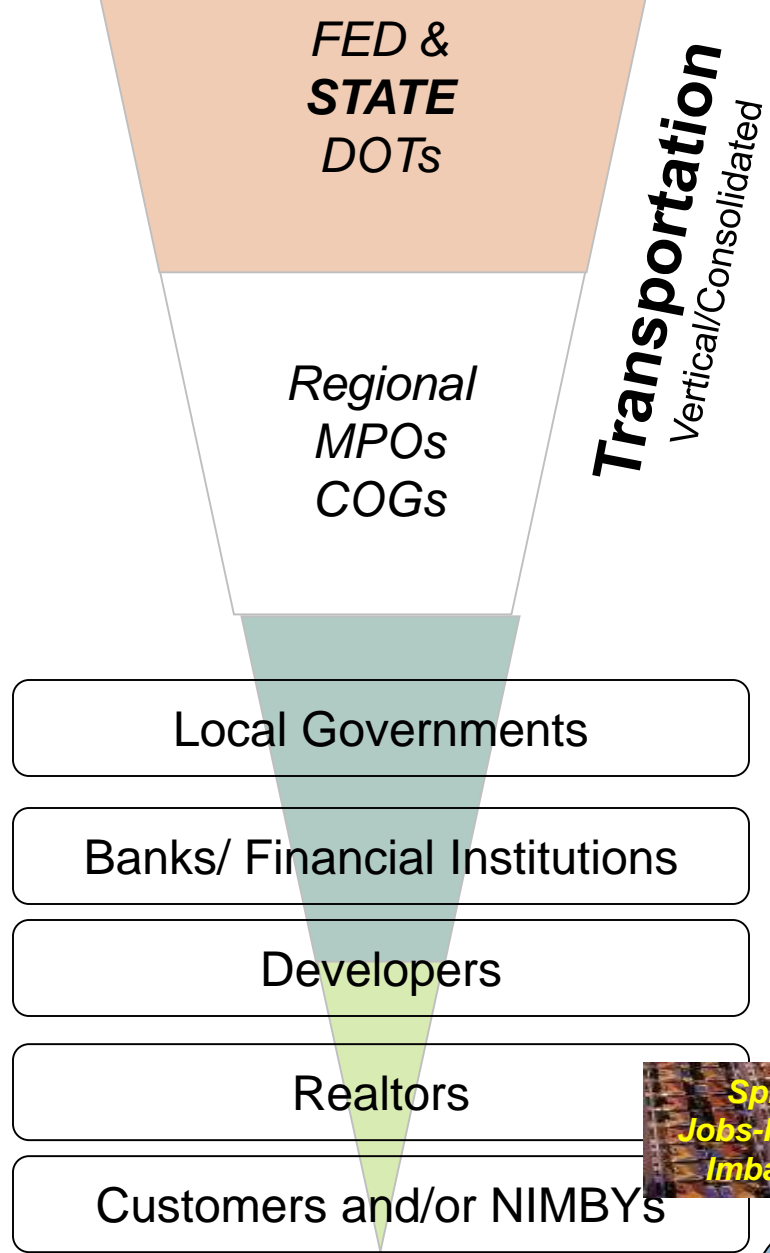 FED &
STATE
DOTs
Transportation
Vertical/Consolidated
Regional
MPOs
COGs
Local Governments
Banks/ Financial Institutions
Developers
Realtors
Customers and/or NIMBYs